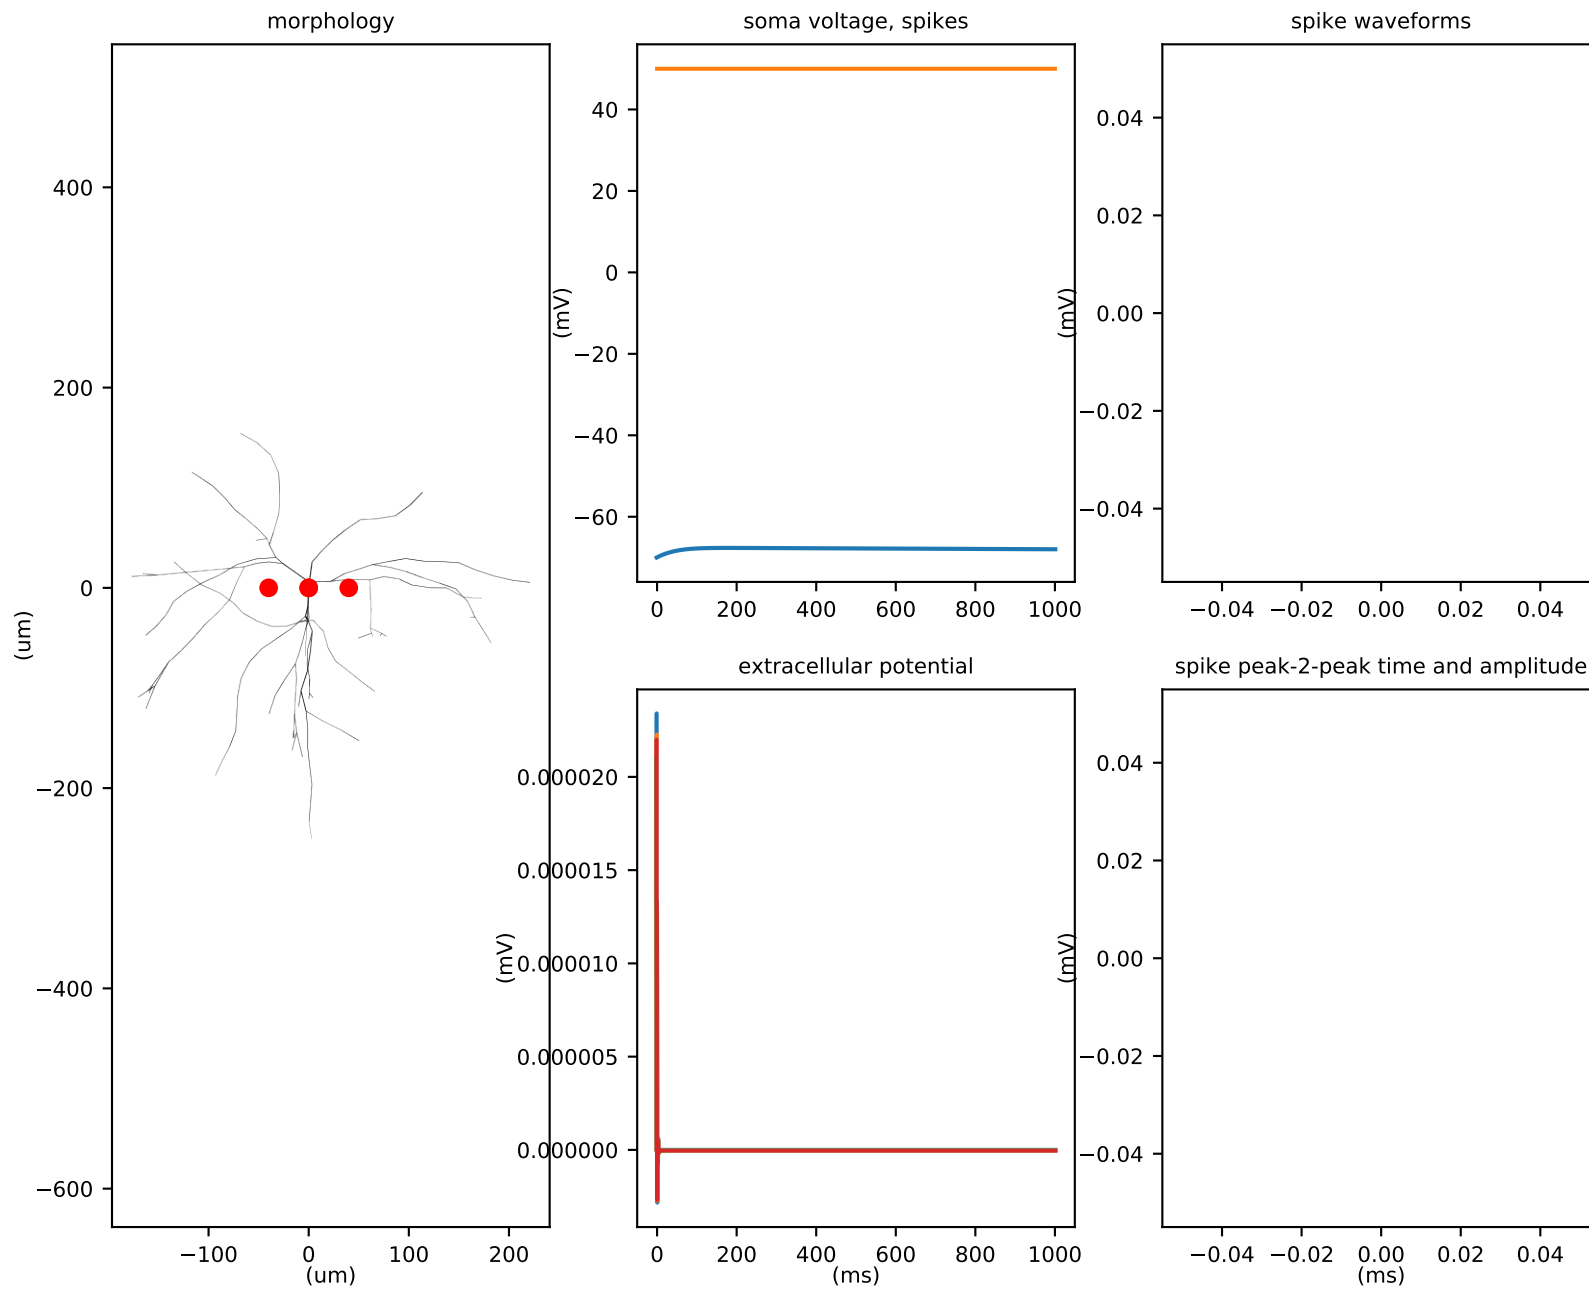 morphology
400
200
0
−200
−400
−600
(um)
−100 0 100 200
(um)
soma voltage, spikes
40
20
0
−20
−40
−60
(mV)
0 200 400 600 800 1000
spike waveforms
0.04
0.02
0.00
−0.02
−0.04
(mV)
−0.04 −0.02 0.00 0.02 0.04
extracellular potential
0.000020
0.000015
0.000010
0.000005
0.000000
(mV)
0 200 400 600 800 1000
(ms)
spike peak-2-peak time and amplitude
0.04
0.02
0.00
−0.02
−0.04
(mV)
−0.04 −0.02 0.00 0.02 0.04
(ms)